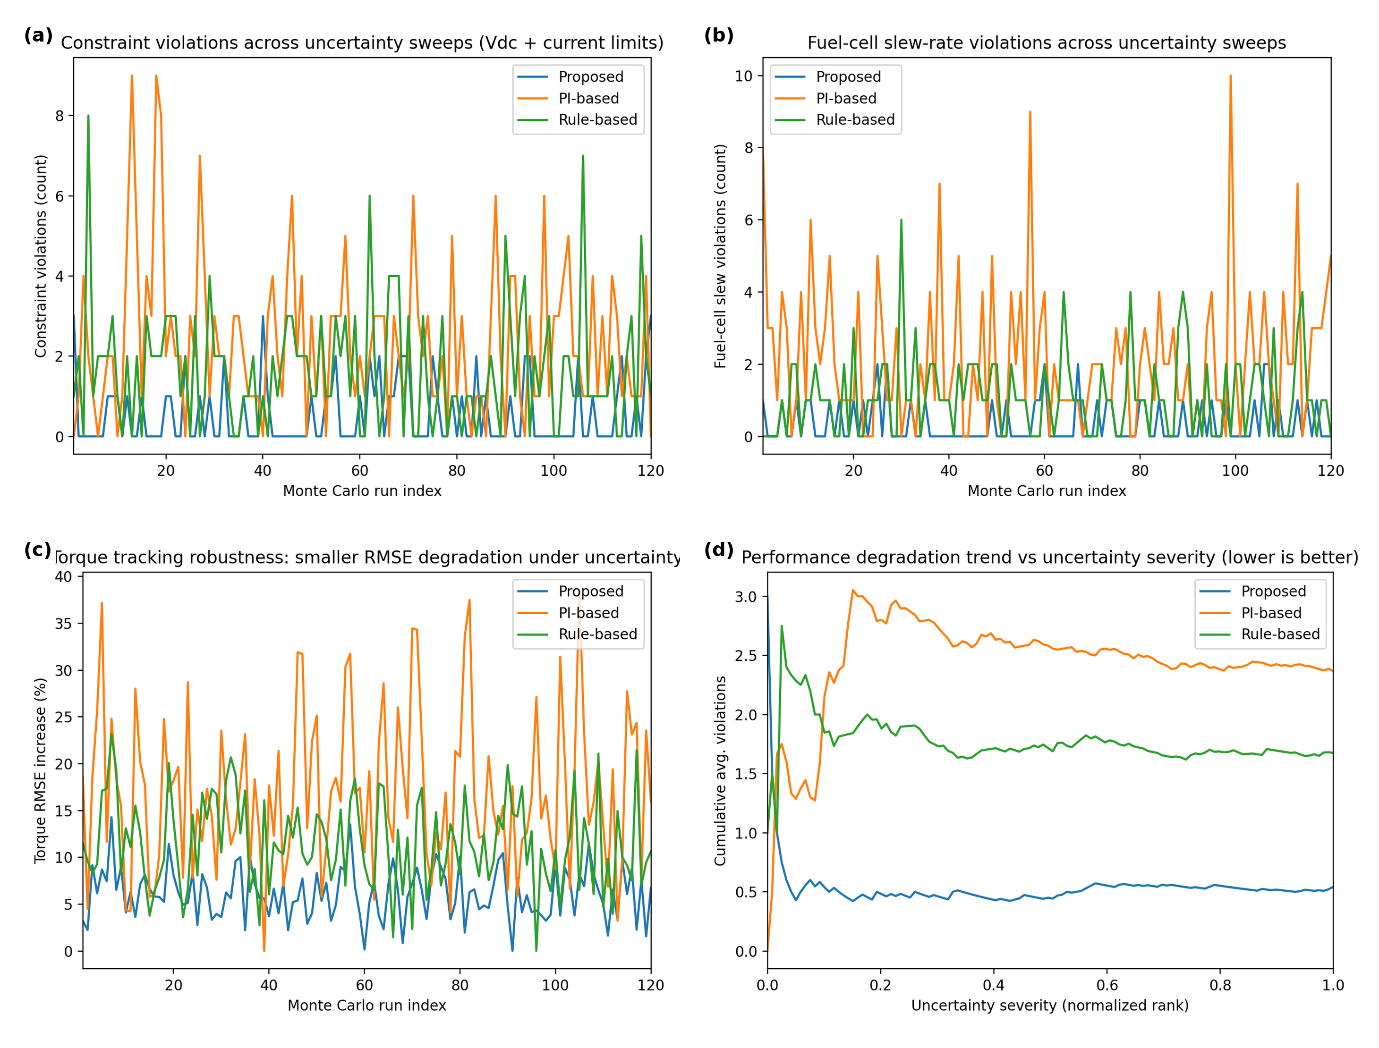 (a) Constraint violations across uncertainty sweeps (Vdc + current limits)
Constraint violations (count)
8
6
4
2
0
Proposed
PI-based
Rule-based
20 40 60 80 100 120
Monte Carlo run index
(b) Fuel-cell slew-rate violations across uncertainty sweeps
Fuel-cell slew violations (count)
10
8
6
4
2
0
Proposed
PI-based
Rule-based
20 40 60 80 100 120
Monte Carlo run index
(c) Torque tracking robustness: smaller RMSE degradation under uncertainty
Torque RMSE increase (%)
40
35
30
25
20
15
10
5
0
Proposed
PI-based
Rule-based
20 40 60 80 100 120
Monte Carlo run index
(d) Performance degradation trend vs uncertainty severity (lower is better)
Cumulative avg. violations
3.0
2.5
2.0
1.5
1.0
0.5
0.0
Proposed
PI-based
Rule-based
0.0 0.2 0.4 0.6 0.8 1.0
Uncertainty severity (normalized rank)